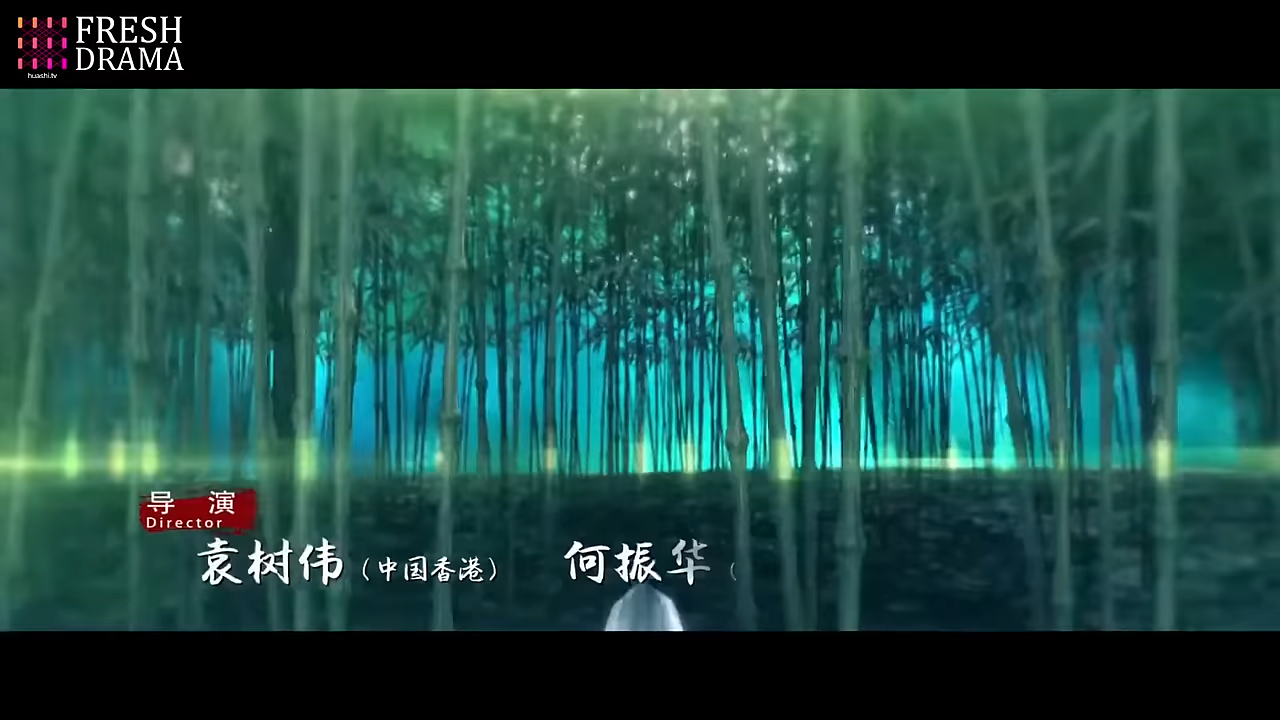 FRESH
DRAMA
huashi.tv
导 演
Director
袁树伟（中国香港） 何振华（